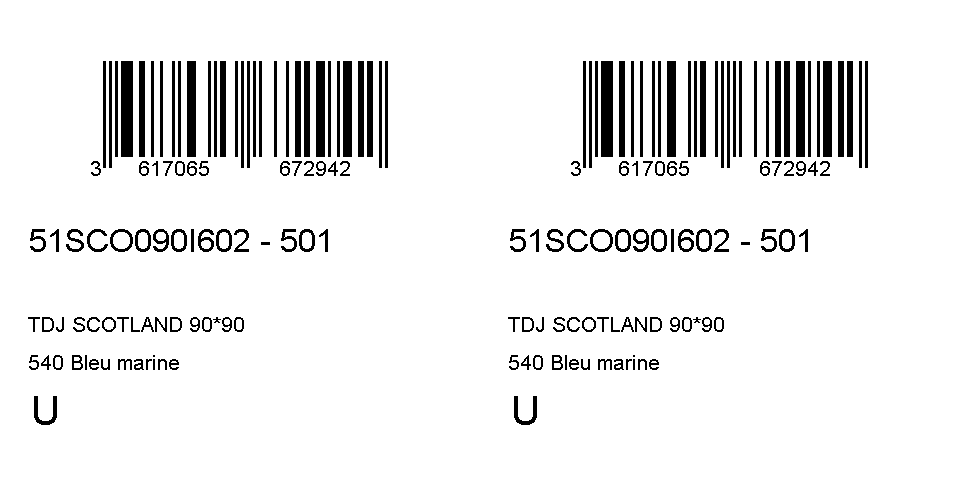 3 617065 672942
51SCO090I602 - 501
TDJ SCOTLAND 90*90
540 Bleu marine
U
3 617065 672942
51SCO090I602 - 501
TDJ SCOTLAND 90*90
540 Bleu marine
U